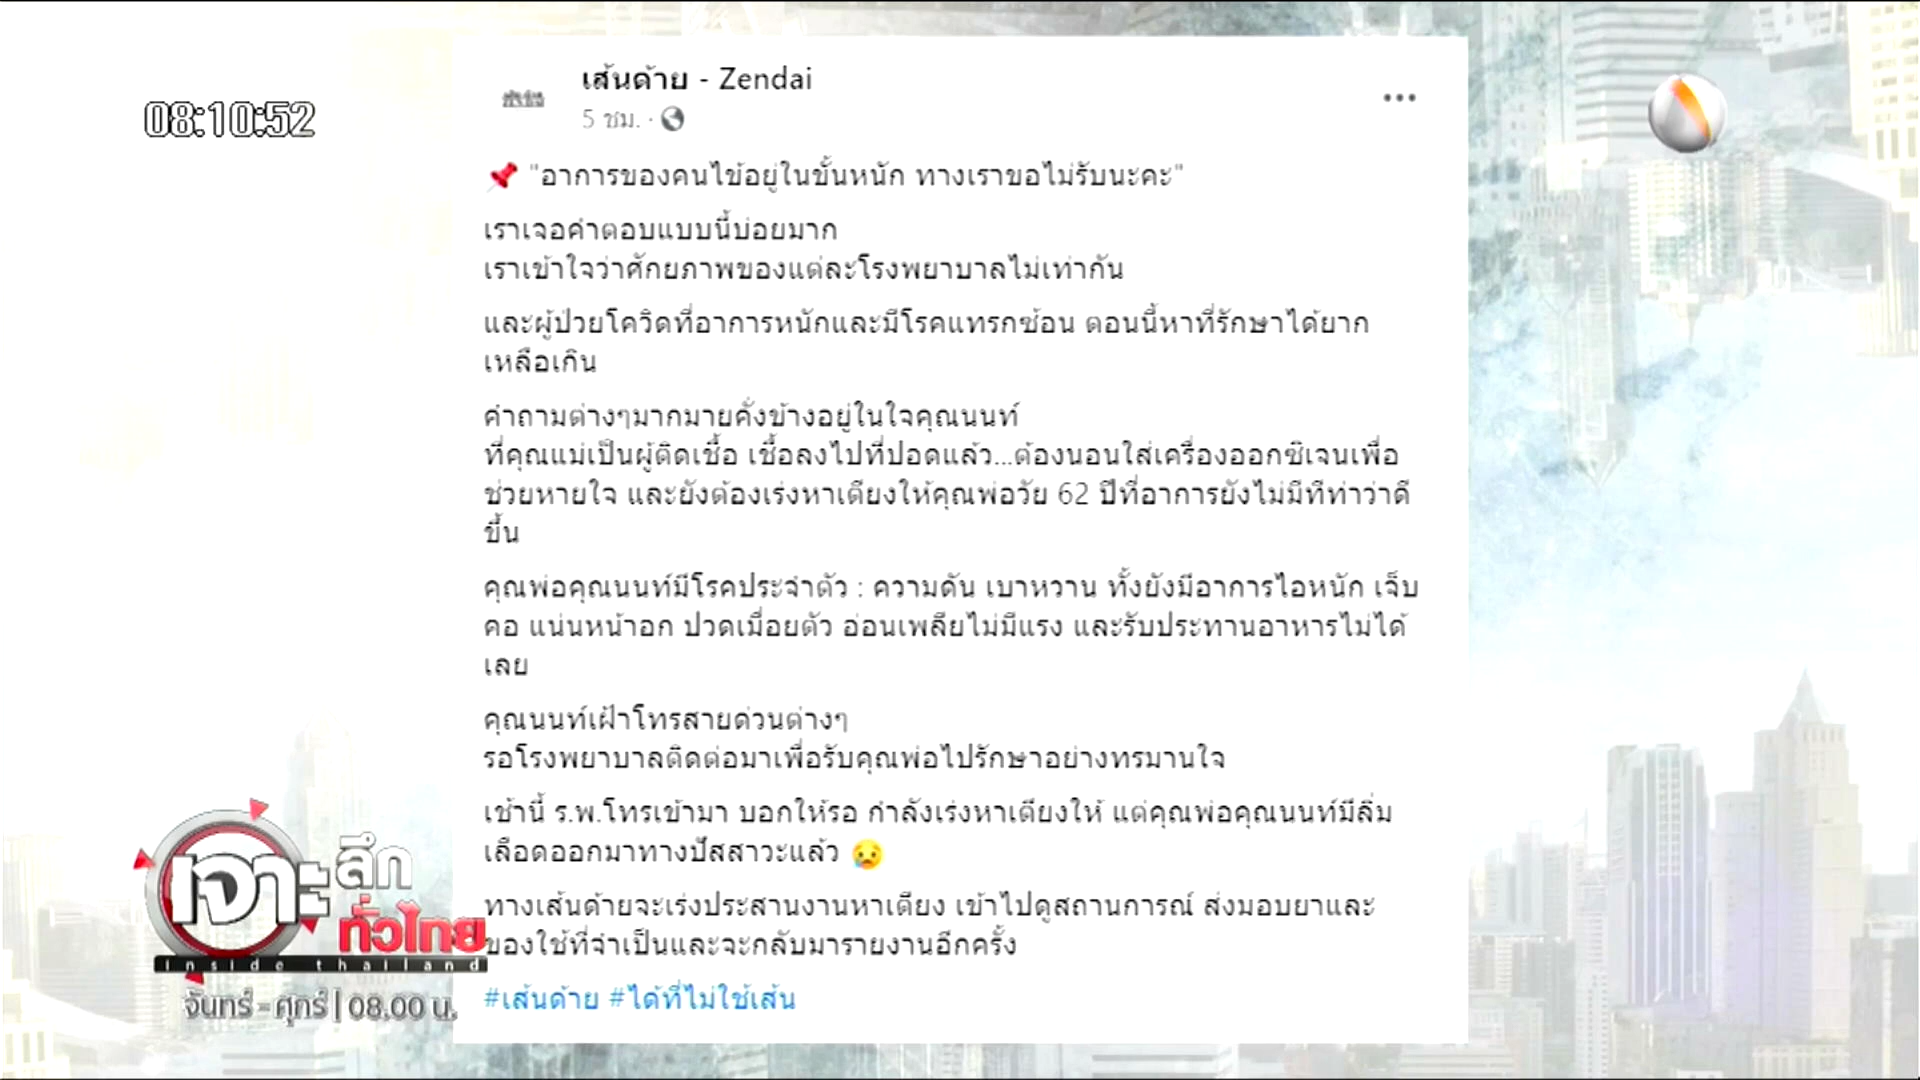 08:10:52
เส้นด้าย - Zendai
5 ชม.
"อาการของคนไข้อยู่ในขั้นหนัก ทางเราขอไม่รับนะคะ"
เราเจอคำตอบแบบนี้บ่อยมาก
เราเข้าใจว่าศักยภาพของแต่ละโรงพยาบาลไม่เท่ากัน
และผู้ป่วยโควิดที่อาการหนักและมีโรคแทรกซ้อน ตอนนี้หาที่รักษาได้ยาก
เหลือเกิน
คำถามต่างๆมากมายคั่งข้างอยู่ในใจคุณนนท์
ที่คุณแม่เป็นผู้ติดเชื้อ เชื้อลงไปที่ปอดแล้ว...ต้องนอนใส่เครื่องออกซิเจนเพื่อ
ช่วยหายใจ และยังต้องเร่งหาเตียงให้คุณพ่อวัย 62 ปีที่อาการยังไม่มีทีท่าว่าดี
ขึ้น
คุณพ่อคุณนนท์มีโรคประจำตัว : ความดัน เบาหวาน ทั้งยังมีอาการไอหนัก เจ็บ
คอ แน่นหน้าอก ปวดเมื่อยตัว อ่อนเพลียไม่มีแรง และรับประทานอาหารไม่ได้
เลย
คุณนนท์เฝ้าโทรสายด่วนต่างๆ
รอโรงพยาบาลติดต่อมาเพื่อรับคุณพ่อไปรักษาอย่างทรมานใจ
เช้านี้ ร.พ.โทรเข้ามา บอกให้รอ กำลังเร่งหาเตียงให้ แต่คุณพ่อคุณนนท์มีลิ่ม
เลือดออกมาทางปัสสาวะแล้ว
ทางเส้นด้ายจะเร่งประสานงานหาเตียง เข้าไปดูสถานการณ์ ส่งมอบยาและ
ของใช้ที่จำเป็นและจะกลับมารายงานอีกครั้ง
#เส้นด้าย #ได้ที่ไม่ใช้เส้น
เจาะลึก
ทั่วไทย
inside thailand
จันทร์ - ศุกร์ | 08.00 น.